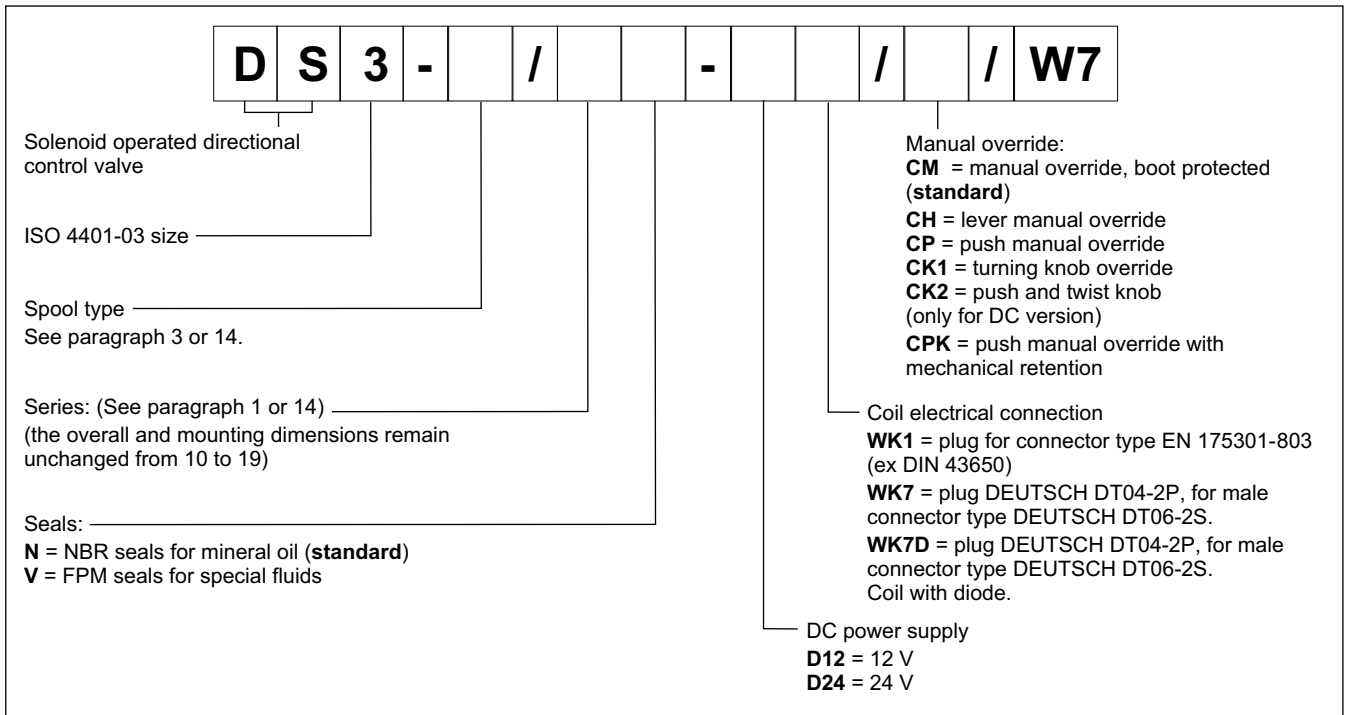 D S 3 - / - / / W7
Solenoid operated directional
control valve
ISO 4401-03 size
Spool type
See paragraph 3 or 14.
Series: (See paragraph 1 or 14)
(the overall and mounting dimensions remain
unchanged from 10 to 19)
Seals:
N = NBR seals for mineral oil (standard)
V = FPM seals for special fluids
Manual override:
CM = manual override, boot protected
(standard)
CH = lever manual override
CP = push manual override
CK1 = turning knob override
CK2 = push and twist knob
(only for DC version)
CPK = push manual override with
mechanical retention
Coil electrical connection
WK1 = plug for connector type EN 175301-803
(ex DIN 43650)
WK7 = plug DEUTSCH DT04-2P, for male
connector type DEUTSCH DT06-2S.
WK7D = plug DEUTSCH DT04-2P, for male
connector type DEUTSCH DT06-2S.
Coil with diode.
DC power supply
D12 = 12 V
D24 = 24 V